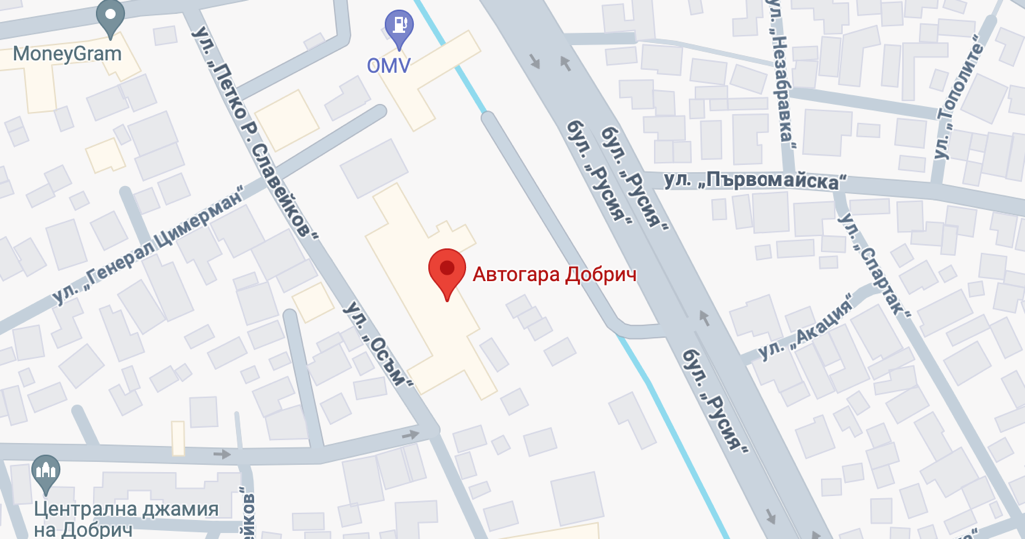 MoneyGram
OMV
ул. „Петко Р. Славейков“
ул. „Незабравка“
ул. „Тополите“
бул. „Русия“
бул. „Русия“
ул. „Първомайска“
ул. „Генерал Цимерман“
ул. „Спартак“
Автогара Добрич
ул. „Осъм“
ул. „Акация“
бул. „Русия“
Централна джамия
на Добрич
ейков“